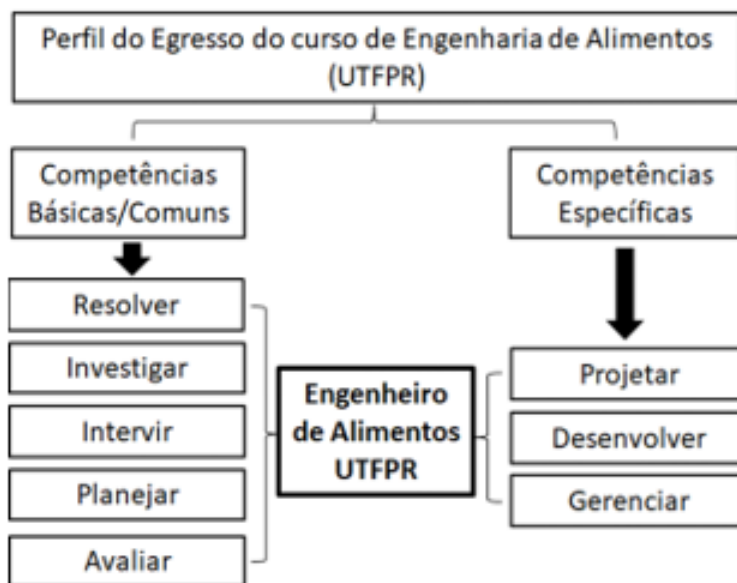 Perfil do Egresso do curso de Engenharia de Alimentos
(UTFPR)
Competências
Básicas/Comuns
Competências
Específicas
Resolver
Investigar
Intervir
Planejar
Avaliar
Engenheiro
de Alimentos
UTFPR
Projetar
Desenvolver
Gerenciar